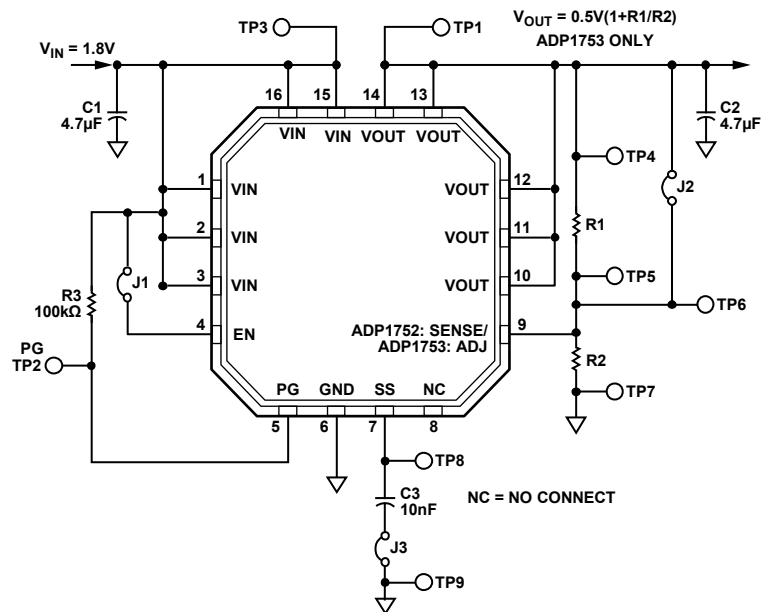 TP3
TP1
VOUT = 0.5V(1+R1/R2)
ADP1753 ONLY
VIN = 1.8V
16
15
14
13
C1
4.7µF
C2
4.7µF
VIN
VIN
VOUT
VOUT
TP4
J2
1
VIN
VOUT
12
2
VIN
VOUT
11
R1
3
VIN
VOUT
10
TP5
R3
100kΩ
J1
TP6
4
EN
ADP1752: SENSE/
ADP1753: ADJ
9
PG
TP2
R2
TP7
PG
GND
SS
NC
5
6
7
8
TP8
C3
10nF
NC = NO CONNECT
J3
TP9